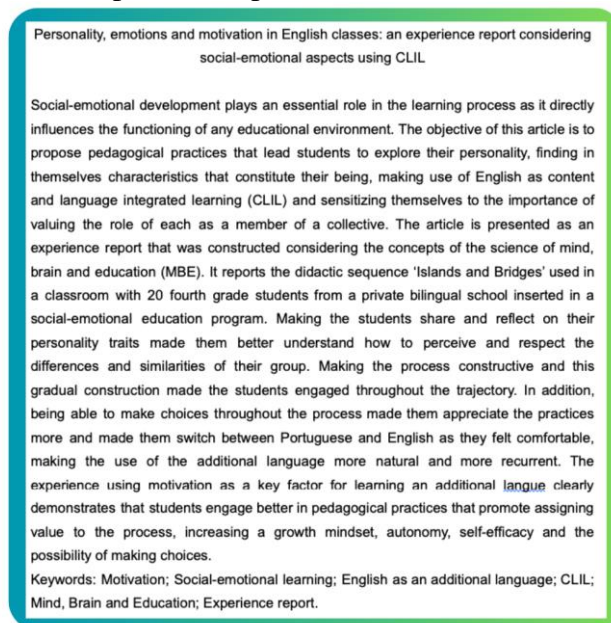 Personality, emotions and motivation in English classes: an experience report considering
social-emotional aspects using CLIL
Social-emotional development plays an essential role in the learning process as it directly
influences the functioning of any educational environment. The objective of this article is to
propose pedagogical practices that lead students to explore their personality, finding in
themselves characteristics that constitute their being, making use of English as content
and language integrated learning (CLIL) and sensitizing themselves to the importance of
valuing the role of each as a member of a collective. The article is presented as an
experience report that was constructed considering the concepts of the science of mind,
brain and education (MBE). It reports the didactic sequence 'Islands and Bridges' used in
a classroom with 20 fourth grade students from a private bilingual school inserted in a
social-emotional education program. Making the students share and reflect on their
personality traits made them better understand how to perceive and respect the
differences and similarities of their group. Making the process constructive and this
gradual construction made the students engaged throughout the trajectory. In addition,
being able to make choices throughout the process made them appreciate the practices
more and made them switch between Portuguese and English as they felt comfortable,
making the use of the additional language more natural and more recurrent. The
experience using motivation as a key factor for learning an additional langue clearly
demonstrates that students engage better in pedagogical practices that promote assigning
value to the process, increasing a growth mindset, autonomy, self-efficacy and the
possibility of making choices.
Keywords: Motivation; Social-emotional learning; English as an additional language; CLIL;
Mind, Brain and Education; Experience report.